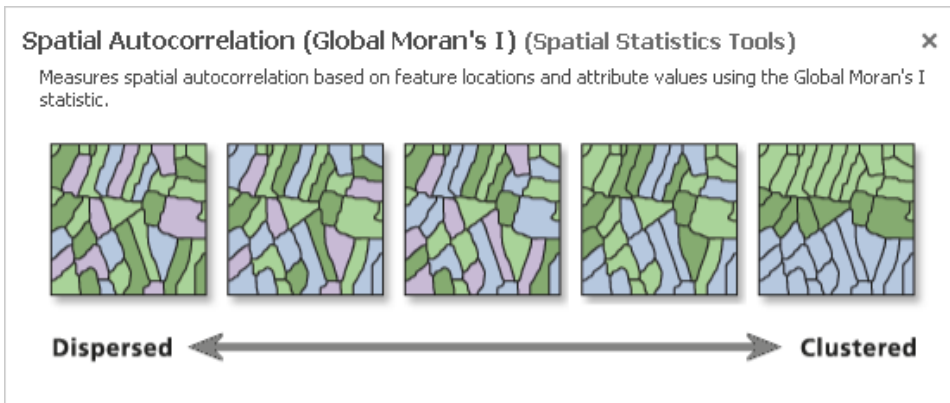 Spatial Autocorrelation (Global Moran's I) (Spatial Statistics Tools)
Measures spatial autocorrelation based on feature locations and attribute values using the Global Moran's I
statistic.
Dispersed
Clustered